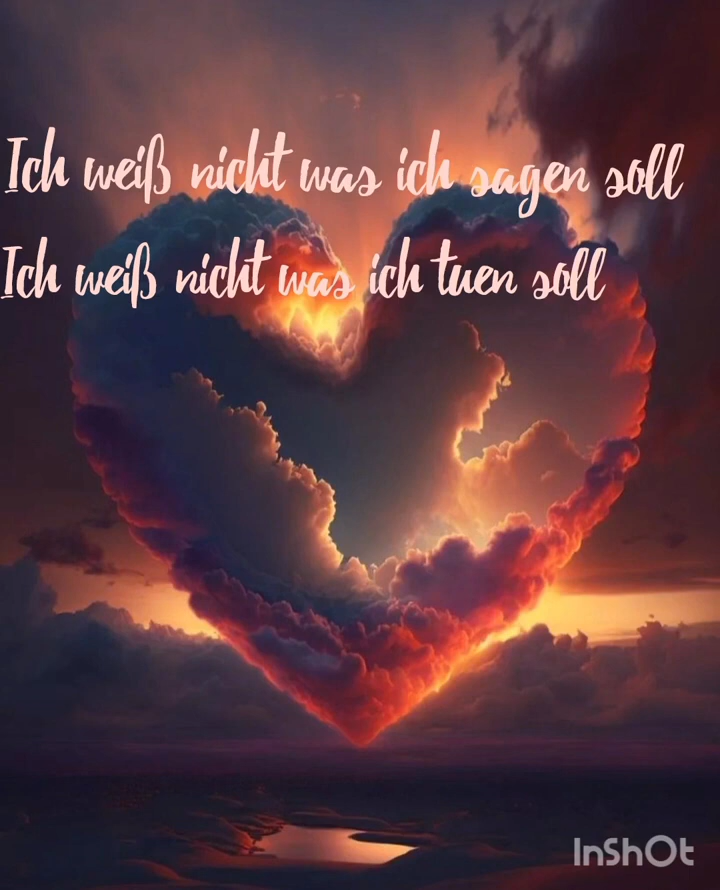 Ich weiß nicht was ich sagen soll
Ich weiß nicht was ich tuen soll
InShOt